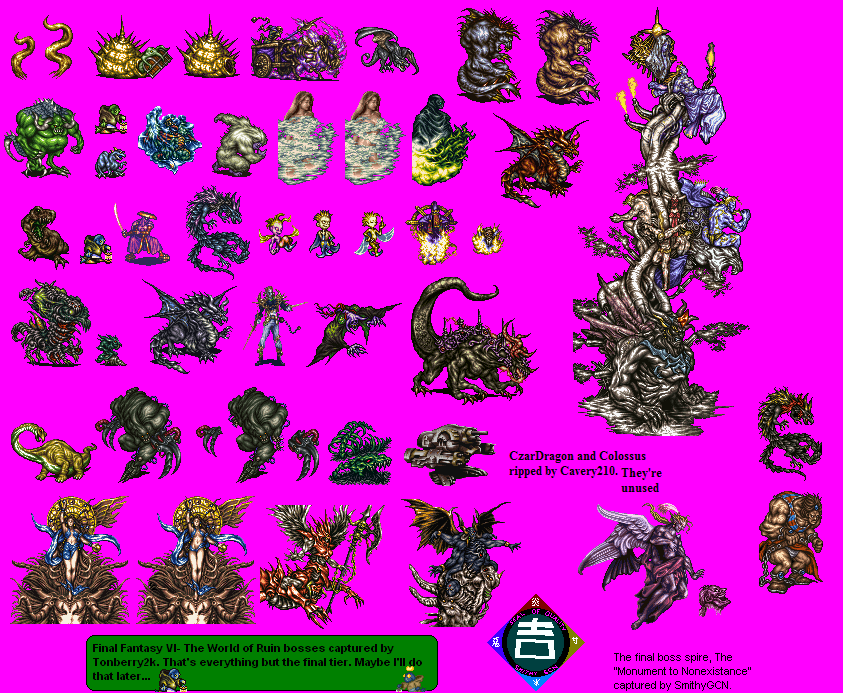 CzarDragon and Colossus
ripped by Cavery210. They're
unused
Final Fantasy VI- The World of Ruin bosses captured by
Tonberry2k. That's everything but the final tier. Maybe I'll do
that later...
吉
The final boss spire, The
"Monument to Nonexistance"
captured by SmithyGCN.